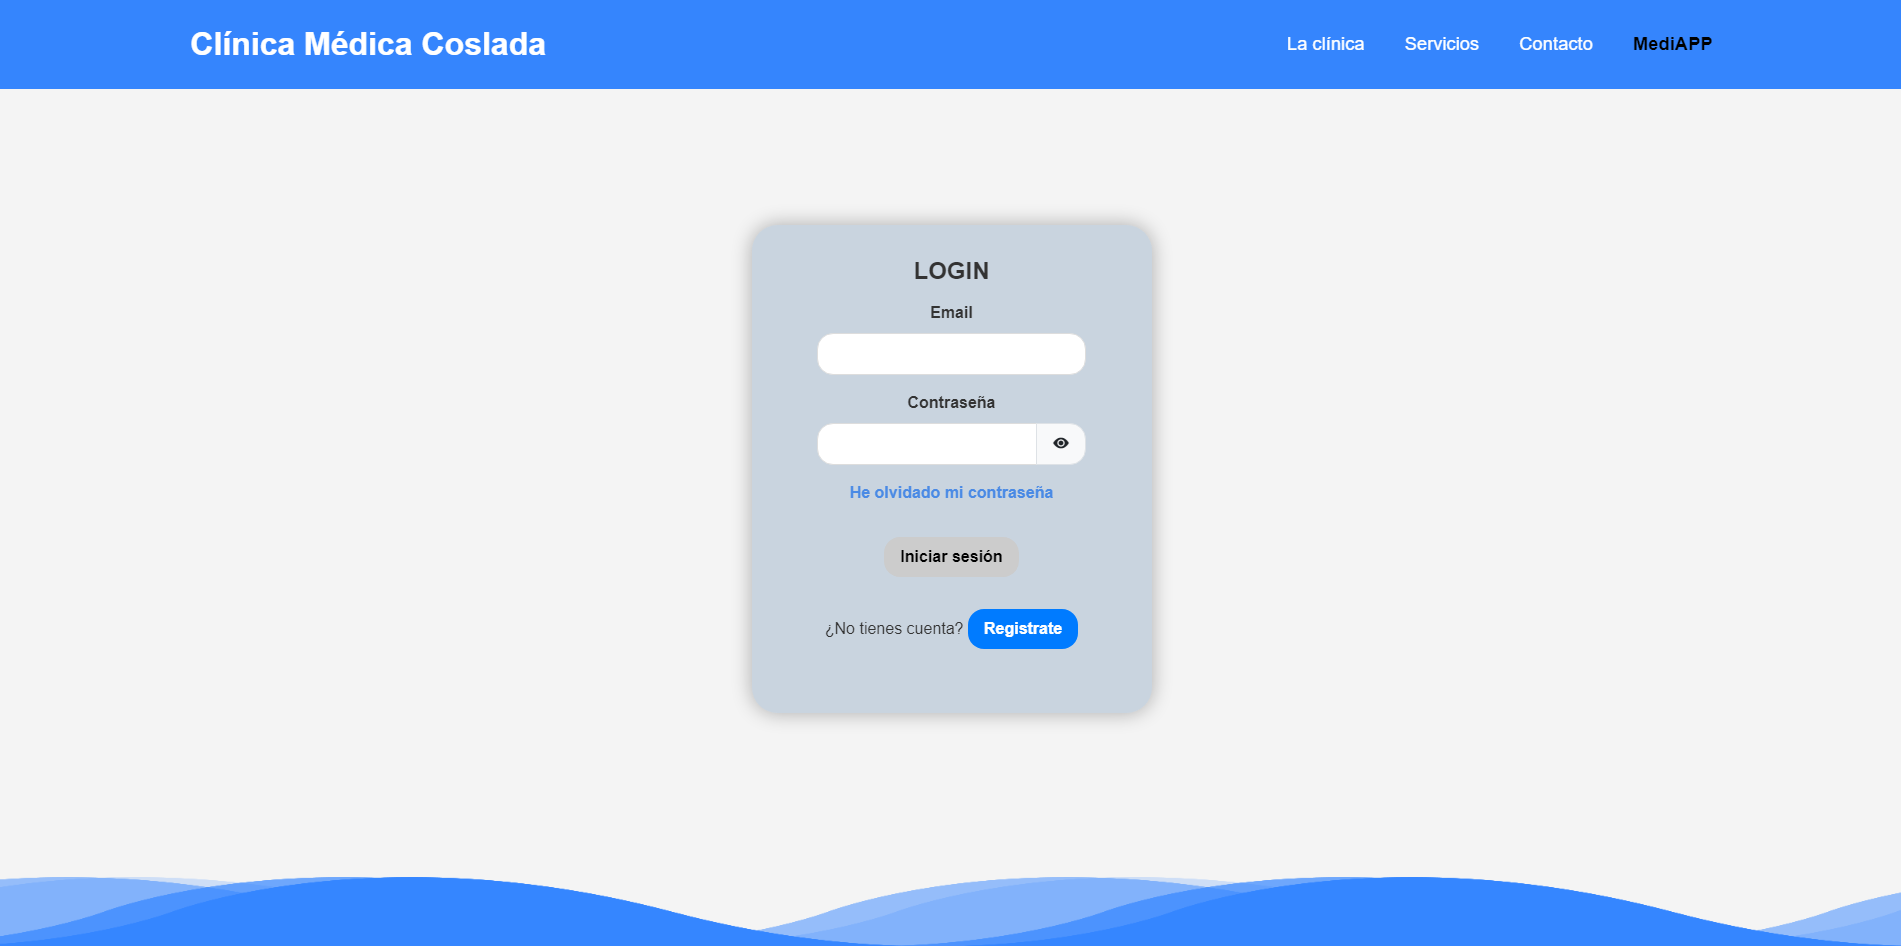 Clínica Médica Coslada
La clínica Servicios Contacto MediAPP
LOGIN
Email
Contraseña
He olvidado mi contraseña
Iniciar sesión
¿No tienes cuenta? Registrate